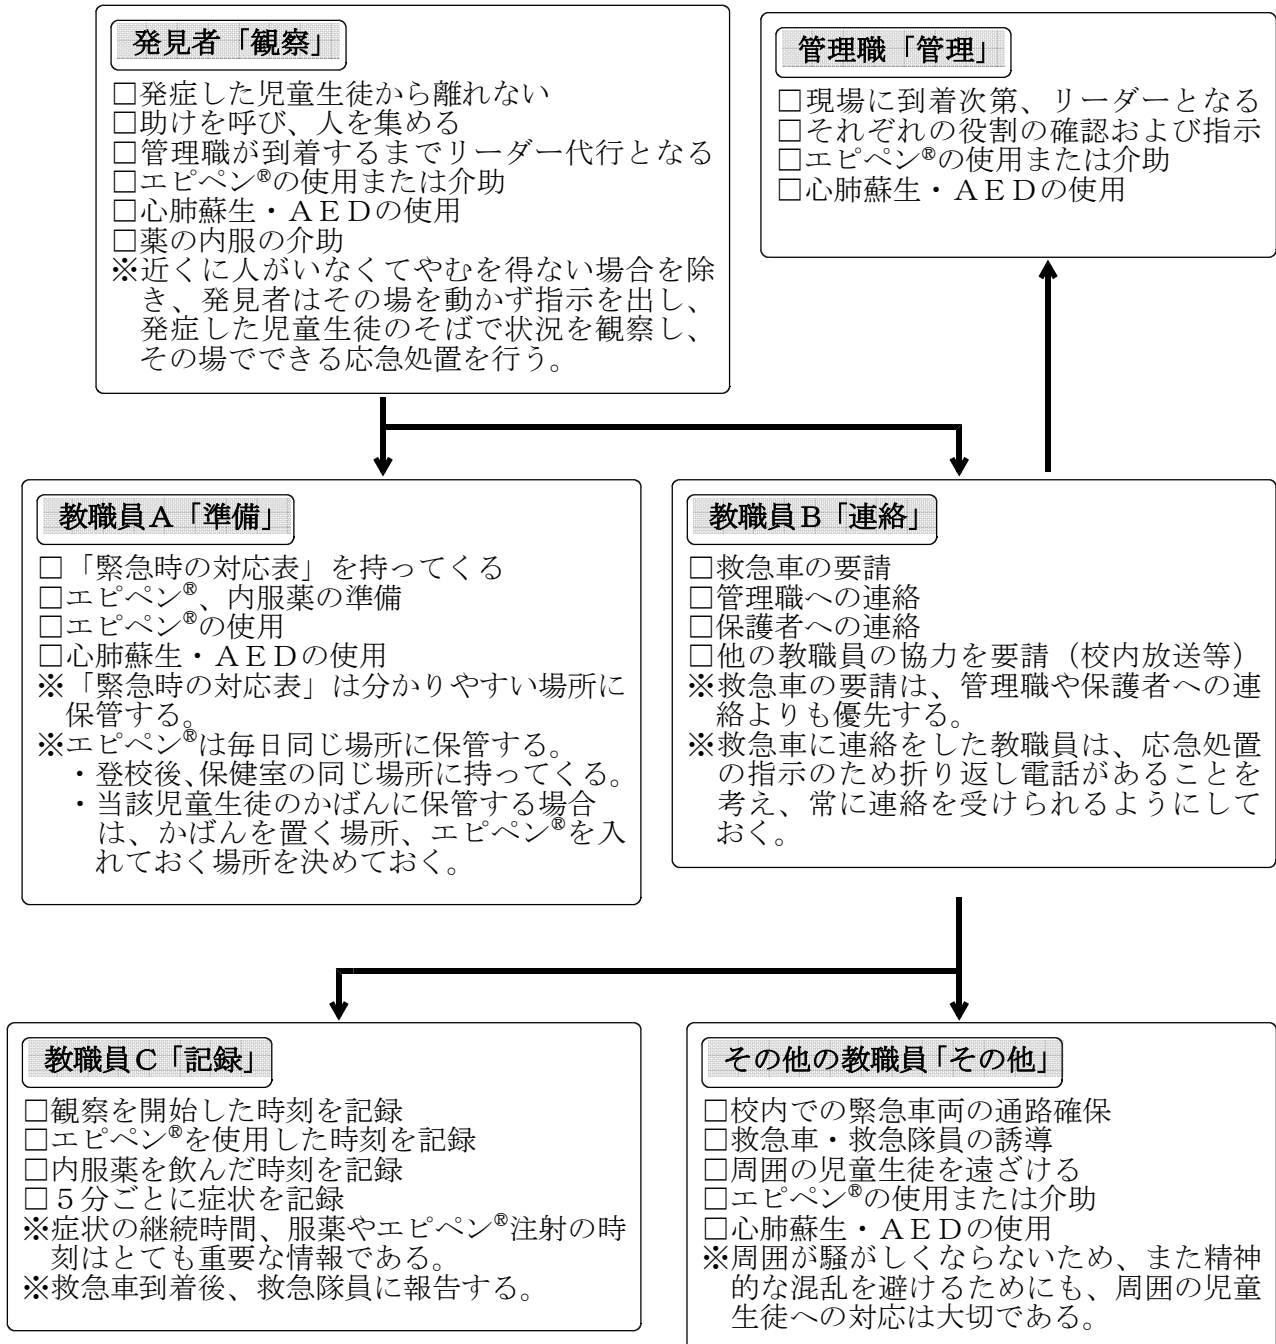 発見者「観察」
□発症した児童生徒から離れない
□助けを呼び、人を集める
□管理職が到着するまでリーダー代行となる
□エピペン®の使用または介助
□心肺蘇生・ＡＥＤの使用
□薬の内服の介助
※近くに人がいなくてやむを得ない場合を除
き、発見者はその場を動かず指示を出し、
発症した児童生徒のそばで状況を観察し、
その場でできる応急処置を行う。
管理職「管理」
□現場に到着次第、リーダーとなる
□それぞれの役割の確認および指示
□エピペン®の使用または介助
□心肺蘇生・ＡＥＤの使用
教職員Ａ「準備」
□「緊急時の対応表」を持ってくる
□エピペン®、内服薬の準備
□エピペン®の使用
□心肺蘇生・ＡＥＤの使用
※「緊急時の対応表」は分かりやすい場所に
保管する。
※エピペン®は毎日同じ場所に保管する。
・登校後、保健室の同じ場所に持ってくる。
・当該児童生徒のかばんに保管する場合
は、かばんを置く場所、エピペン®を入
れておく場所を決めておく。
教職員Ｂ「連絡」
□救急車の要請
□管理職への連絡
□保護者への連絡
□他の教職員の協力を要請（校内放送等）
※救急車の要請は、管理職や保護者への連
絡よりも優先する。
※救急車に連絡をした教職員は、応急処置
の指示のため折り返し電話があることを
考え、常に連絡を受けられるようにして
おく。
教職員Ｃ「記録」
□観察を開始した時刻を記録
□エピペン®を使用した時刻を記録
□内服薬を飲んだ時刻を記録
□５分ごとに症状を記録
※症状の継続時間、服薬やエピペン®注射の時
刻はとても重要な情報である。
※救急車到着後、救急隊員に報告する。
その他の教職員「その他」
□校内での緊急車両の通路確保
□救急車・救急隊員の誘導
□周囲の児童生徒を遠ざける
□エピペン®の使用または介助
□心肺蘇生・ＡＥＤの使用
※周囲が騒がしくならないため、また精神
的な混乱を避けるためにも、周囲の児童
生徒への対応は大切である。